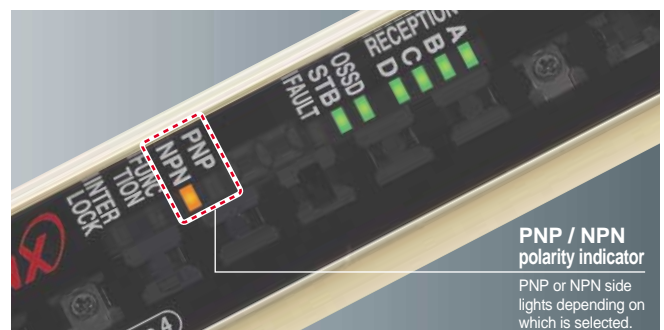 RECEPTION
A
B
C
D
OSSD
STB
FAULT
PNP
NPN
FUNC
TION
INTER
LOCK
PNP / NPN
polarity indicator
PNP or NPN side
lights depending on
which is selected.